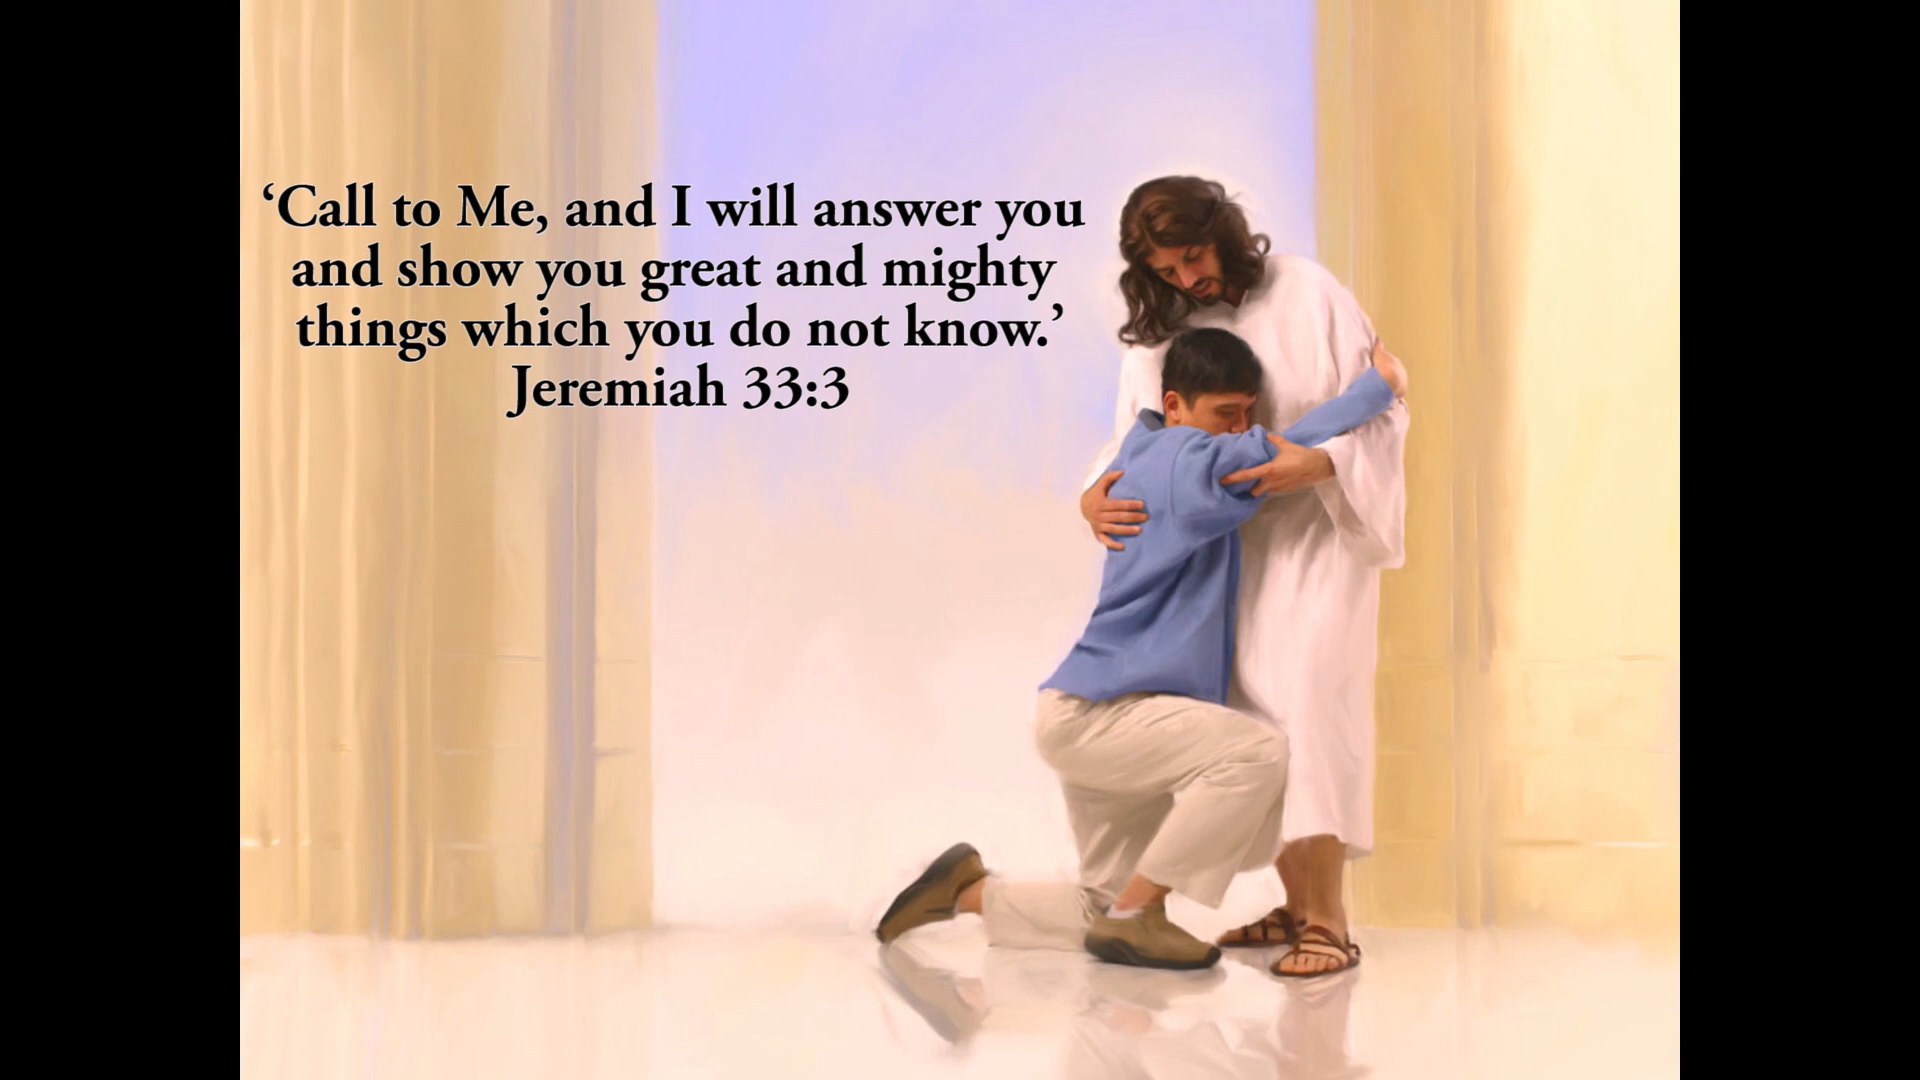 ‘Call to Me, and I will answer you
and show you great and mighty
things which you do not know.’
Jeremiah 33:3